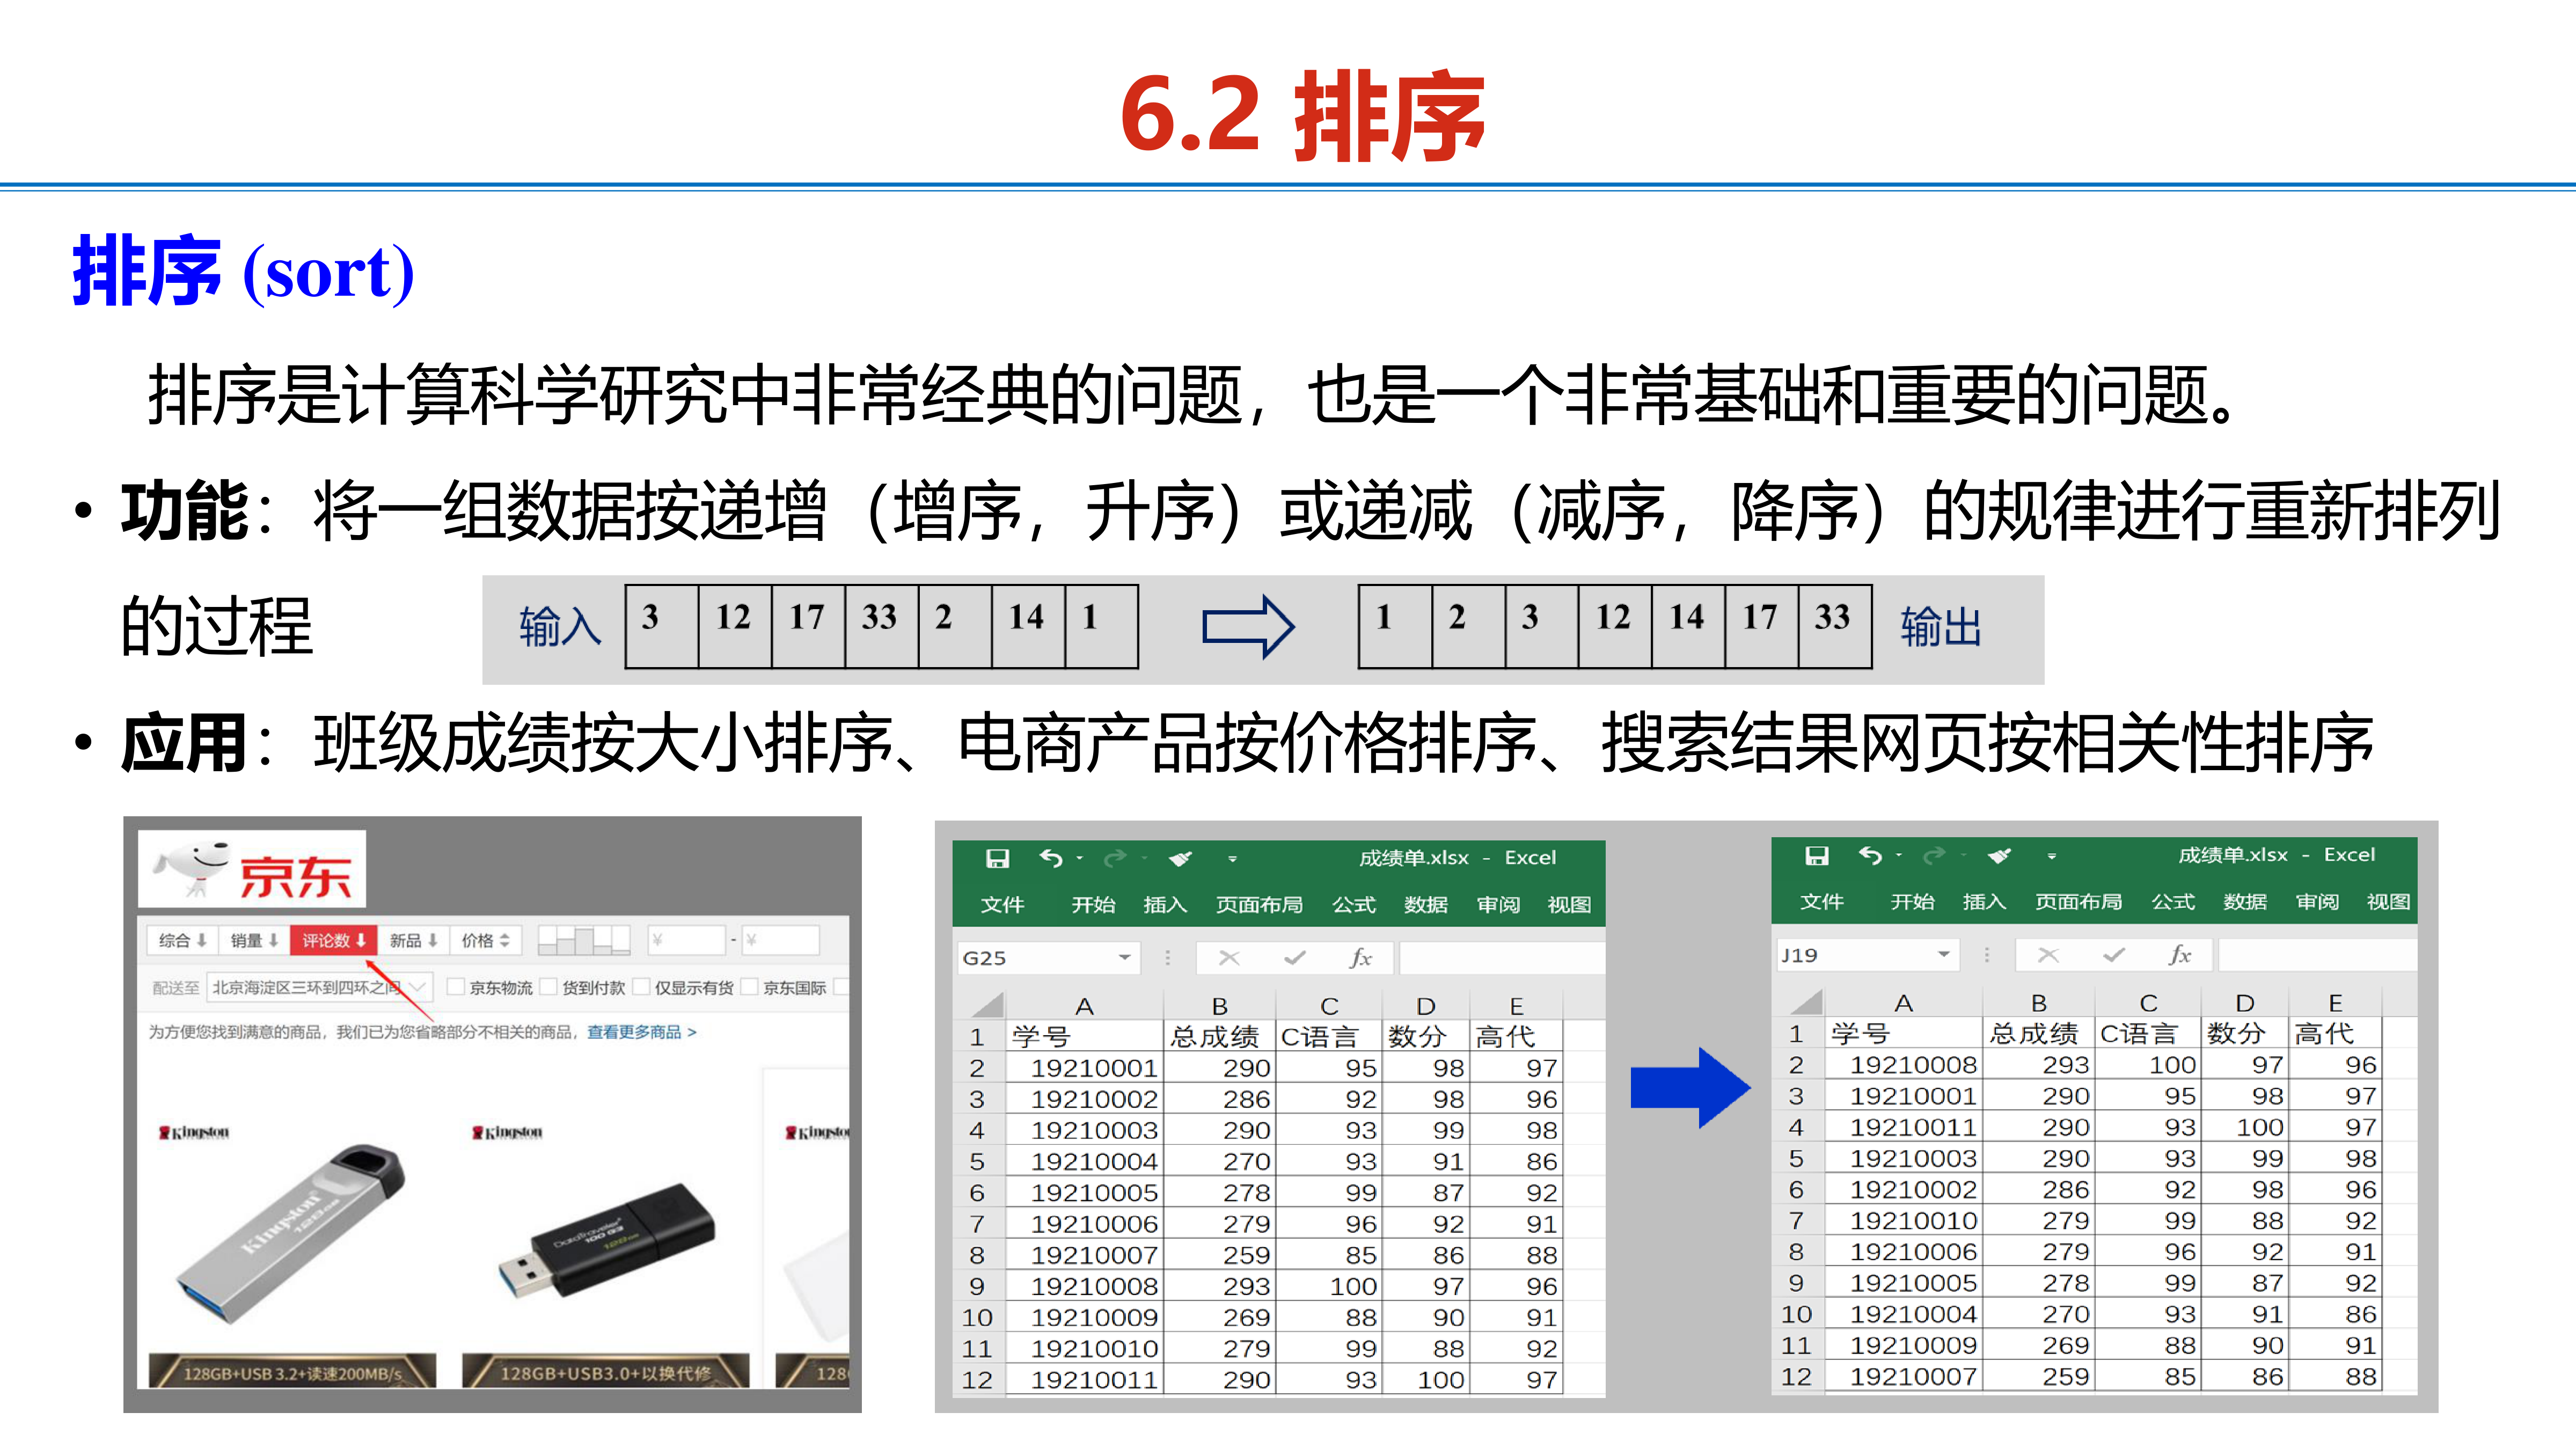 6.2 排序
排序 (sort)
排序是计算科学研究中非常经典的问题，也是一个非常基础和重要的问题。
• 功能：将一组数据按递增（增序，升序）或递减（减序，降序）的规律进行重新排列
的过程
输入 3 12 17 33 2 14 1 1 2 3 12 14 17 33 输出
• 应用：班级成绩按大小排序、电商产品按价格排序、搜索结果网页按相关性排序
京东
综合 销量 评论数 新品 价格 ¥ - ¥
配送至 北京海淀区三环到四环之间 京东物流 货到付款 仅显示有货 京东国际
为方便您找到满意的商品，我们已为您省略部分不相关的商品，查看更多商品 >
Kingston Kingston Kingsto
Kingston 128GB
DataTraveler 100 G3
128GB+USB 3.2+读速200MB/s 128GB+USB3.0+以换代修 128
成绩单.xlsx - Excel
文件 开始 插入 页面布局 公式 数据 审阅 视图
G25 fx
A B C D E
1 学号 总成绩 C语言 数分 高代
2 19210001 290 95 98 97
3 19210002 286 92 98 96
4 19210003 290 93 99 98
5 19210004 270 93 91 86
6 19210005 278 99 87 92
7 19210006 279 96 92 91
8 19210007 259 85 86 88
9 19210008 293 100 97 96
10 19210009 269 88 90 91
11 19210010 279 99 88 92
12 19210011 290 93 100 97
成绩单.xlsx - Excel
文件 开始 插入 页面布局 公式 数据 审阅 视图
J19 fx
A B C D E
1 学号 总成绩 C语言 数分 高代
2 19210008 293 100 97 96
3 19210001 290 95 98 97
4 19210011 290 93 100 97
5 19210003 290 93 99 98
6 19210002 286 92 98 96
7 19210010 279 99 88 92
8 19210006 279 96 92 91
9 19210005 278 99 87 92
10 19210004 270 93 91 86
11 19210009 269 88 90 91
12 19210007 259 85 86 88